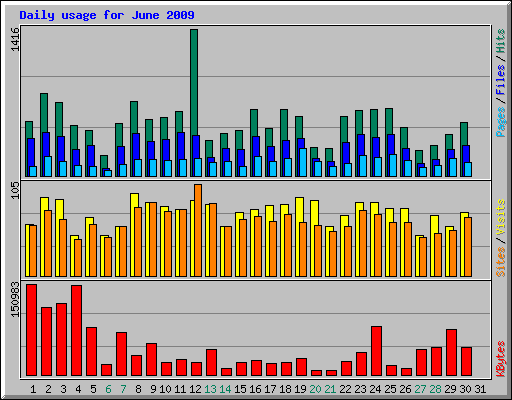 Daily usage for June 2009
1416
Pages / Files / Hits
105
Sites / Visits
150983
KBytes
1 2 3 4 5 6 7 8 9 10 11 12 13 14 15 16 17 18 19 20 21 22 23 24 25 26 27 28 29 30 31